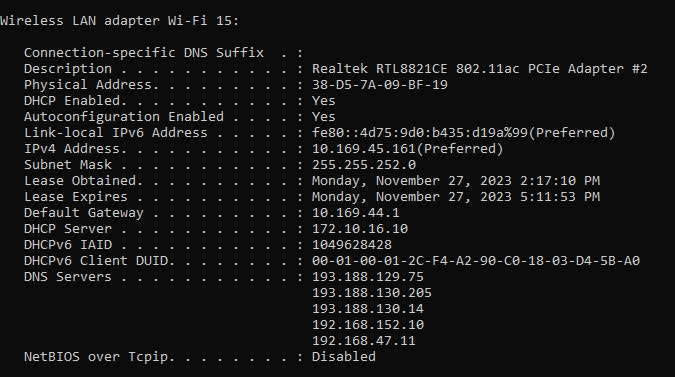 Wireless LAN adapter Wi-Fi 15:
Connection-specific DNS Suffix  . :
Description . . . . . . . . . . . : Realtek RTL8821CE 802.11ac PCIe Adapter #2
Physical Address. . . . . . . . . : 38-D5-7A-09-BF-19
DHCP Enabled. . . . . . . . . . . : Yes
Autoconfiguration Enabled . . . . : Yes
Link-local IPv6 Address . . . . . : fe80::4d75:9d0:b435:d19a%99(Preferred)
IPv4 Address. . . . . . . . . . . : 10.169.45.161(Preferred)
Subnet Mask . . . . . . . . . . . : 255.255.252.0
Lease Obtained. . . . . . . . . . : Monday, November 27, 2023 2:17:10 PM
Lease Expires . . . . . . . . . . : Monday, November 27, 2023 5:11:53 PM
Default Gateway . . . . . . . . . : 10.169.44.1
DHCP Server . . . . . . . . . . . : 172.10.16.10
DHCPv6 IAID . . . . . . . . . . . : 1049628428
DHCPv6 Client DUID. . . . . . . . : 00-01-00-01-2C-F4-A2-90-C0-18-03-D4-5B-A0
DNS Servers . . . . . . . . . . . : 193.188.129.75
193.188.130.205
193.188.130.14
192.168.152.10
192.168.47.11
NetBIOS over Tcpip. . . . . . . . : Disabled